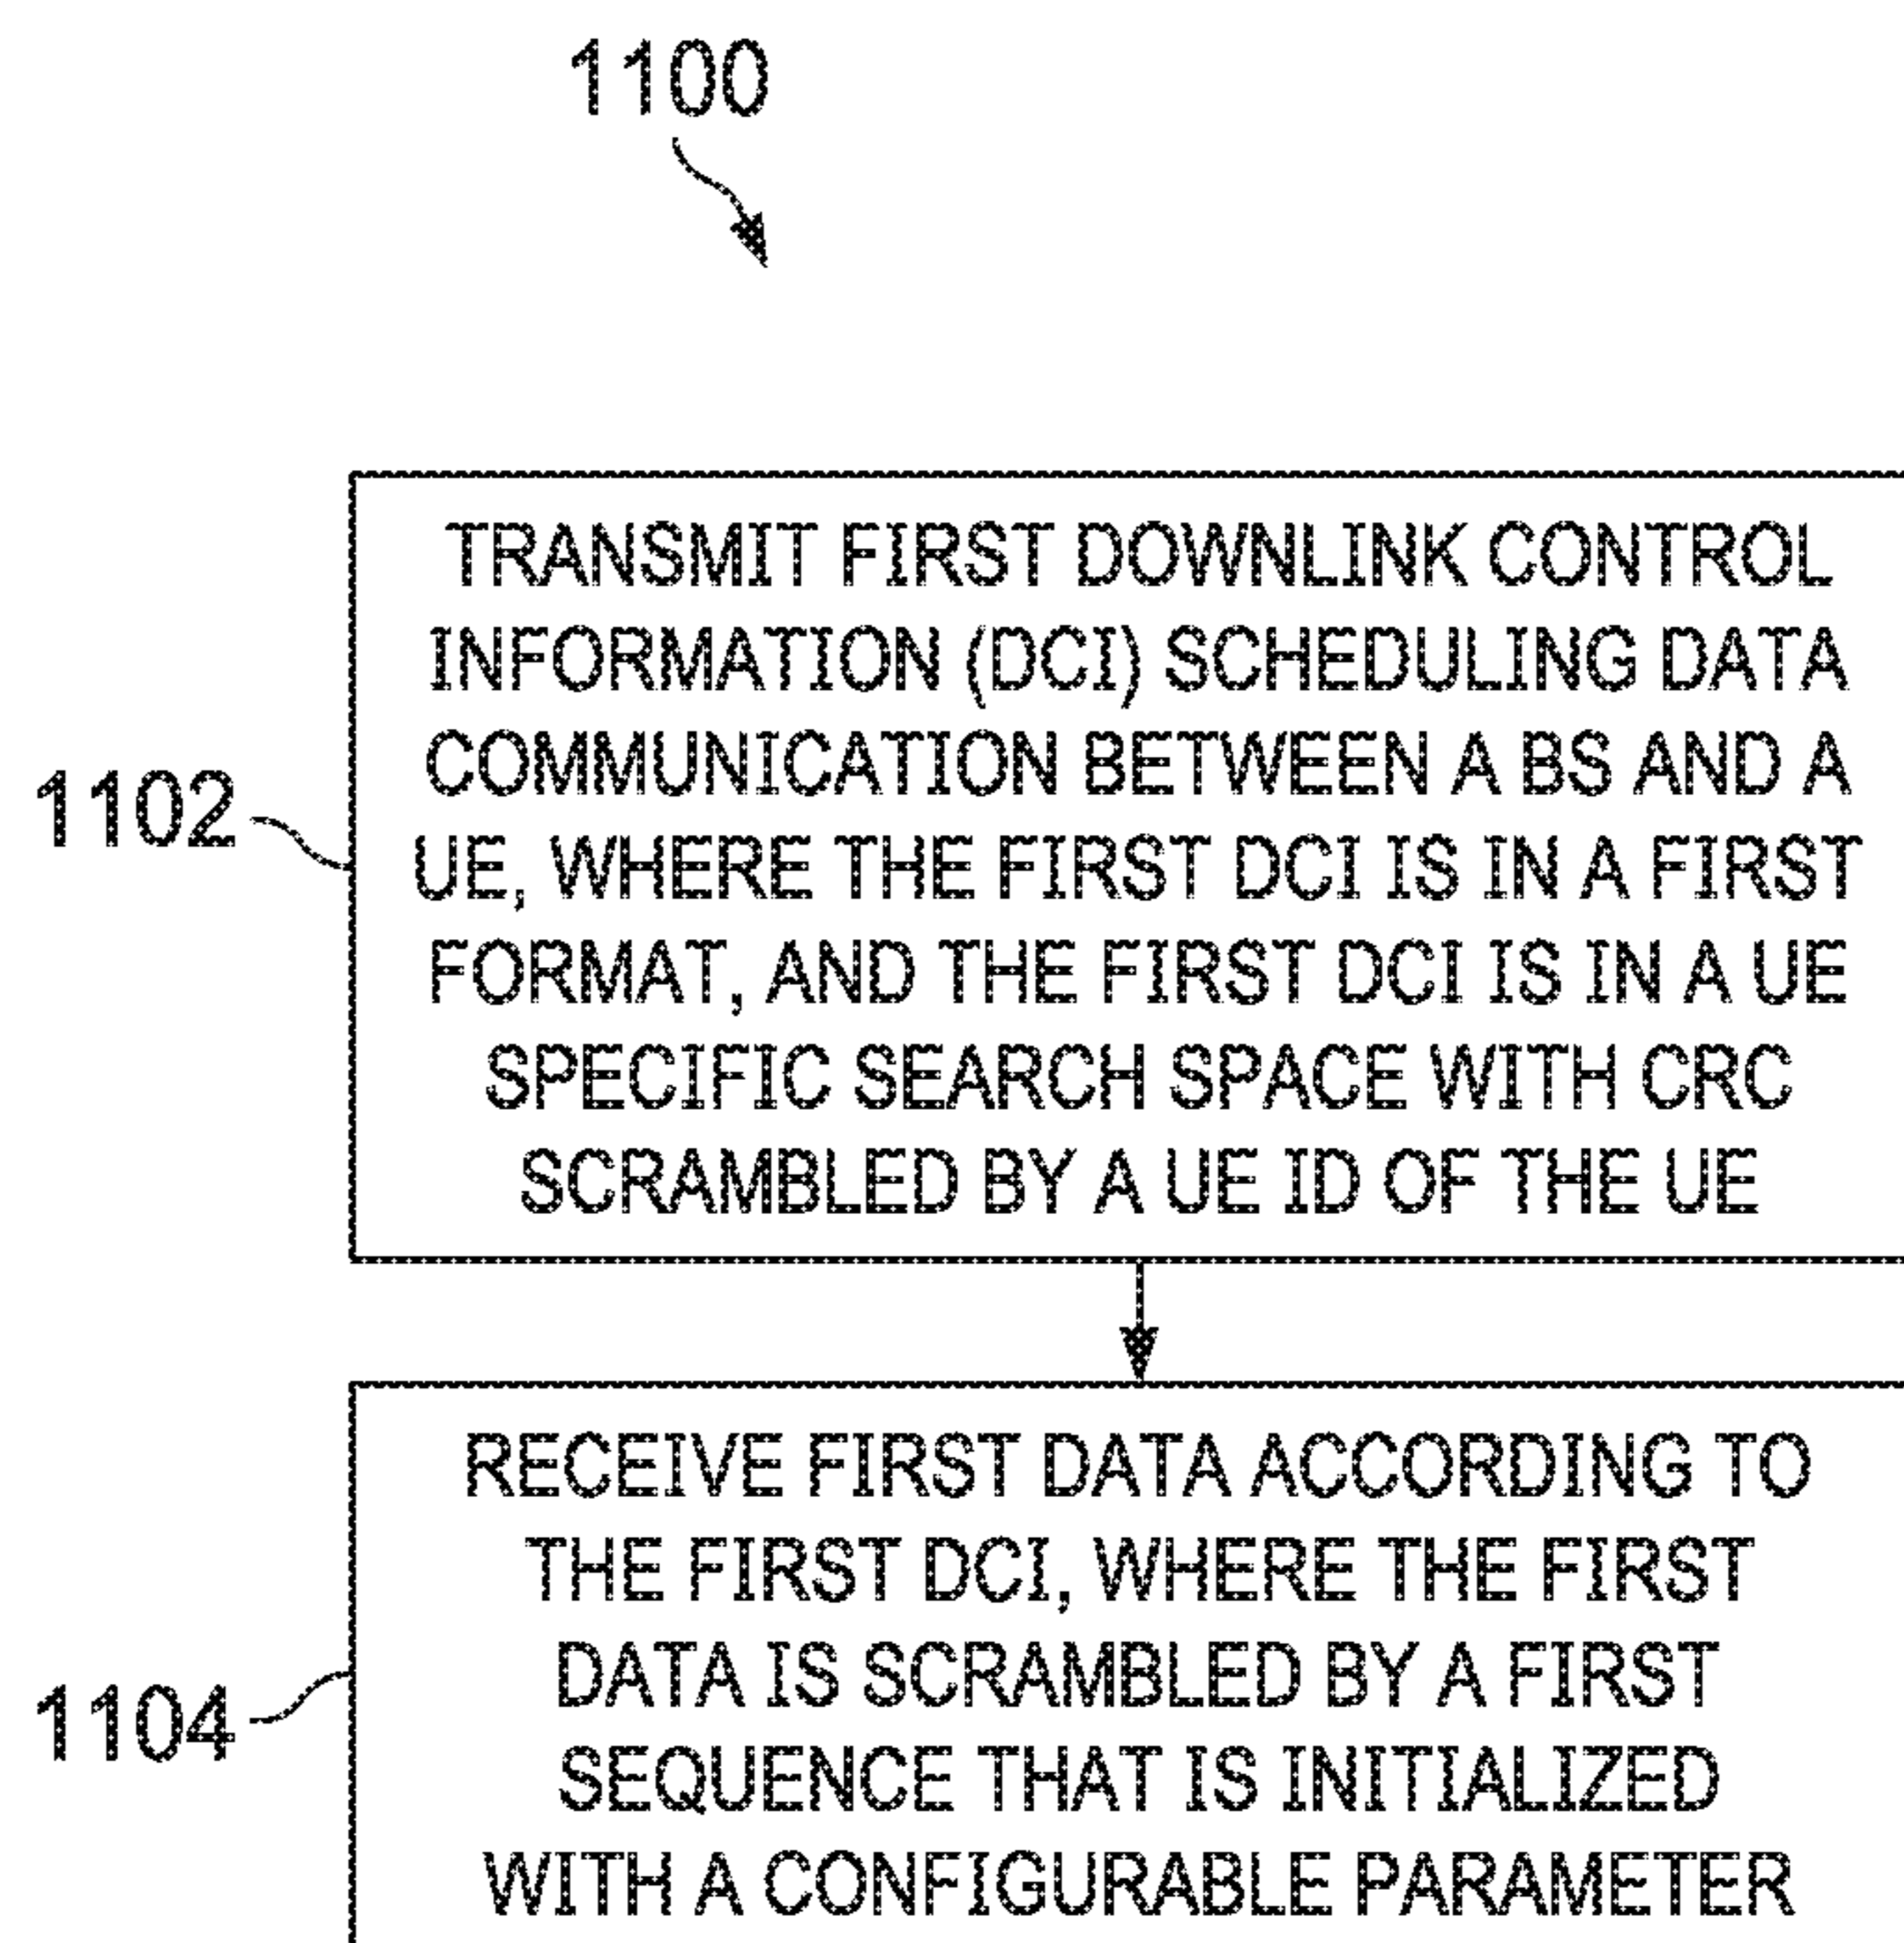 1100
TRANSMIT FIRST DOWNLINK CONTROL
INFORMATION (DCI) SCHEDULING DATA
COMMUNICATION BETWEEN A BS AND A
1102
UE, WHERE THE FIRST DCI IS IN A FIRST
FORMAT, AND THE FIRST DCI IS IN A UE
SPECIFIC SEARCH SPACE WITH CRC
SCRAMBLED BY A UE ID OF THE UE
RECEIVE FIRST DATA ACCORDING TO
THE FIRST DCI, WHERE THE FIRST
DATA IS SCRAMBLED BY A FIRST
1104
SEQUENCE THAT IS INITIALIZED
WITH A CONFIGURABLE PARAMETER